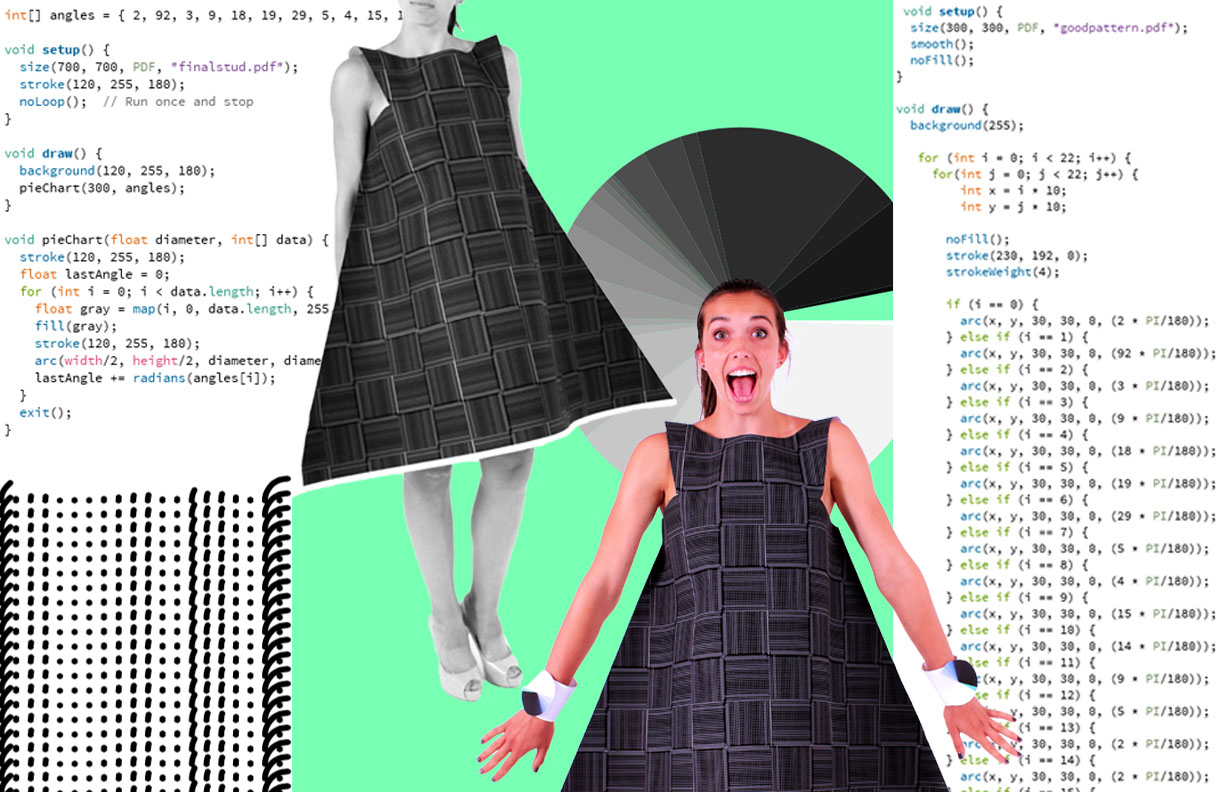 int[] angles = { 2, 92, 3, 9, 18, 19, 29, 5, 4, 15, 1
void setup() {
size(700, 700, PDF, "finalstud.pdf");
stroke(120, 255, 180);
noLoop();  // Run once and stop
}
void draw() {
background(120, 255, 180);
pieChart(300, angles);
}
void pieChart(float diameter, int[] data) {
stroke(120, 255, 180);
float lastAngle = 0;
for (int i = 0; i < data.length; i++) {
float gray = map(i, 0, data.length, 255
fill(gray);
stroke(120, 255, 180);
arc(width/2, height/2, diameter, diame
lastAngle += radians(angles[i]);
}
exit();
}
void setup() {
size(300, 300, PDF, "goodpattern.pdf");
smooth();
noFill();
}
void draw() {
background(255);
for (int i = 0; i < 22; i++) {
for(int j = 0; j < 22; j++) {
int x = i * 10;
int y = j * 10;
noFill();
stroke(230, 192, 0);
strokeWeight(4);
if (i == 0) {
arc(x, y, 30, 30, 0, (2 * PI/180));
} else if (i == 1) {
arc(x, y, 30, 30, 0, (92 * PI/180));
} else if (i == 2) {
arc(x, y, 30, 30, 0, (3 * PI/180));
} else if (i == 3) {
arc(x, y, 30, 30, 0, (9 * PI/180));
} else if (i == 4) {
arc(x, y, 30, 30, 0, (18 * PI/180));
} else if (i == 5) {
arc(x, y, 30, 30, 0, (19 * PI/180));
} else if (i == 6) {
arc(x, y, 30, 30, 0, (29 * PI/180));
} else if (i == 7) {
arc(x, y, 30, 30, 0, (5 * PI/180));
} else if (i == 8) {
arc(x, y, 30, 30, 0, (4 * PI/180));
} else if (i == 9) {
arc(x, y, 30, 30, 0, (15 * PI/180));
} else if (i == 10) {
arc(x, y, 30, 30, 0, (14 * PI/180));
lse if (i == 11) {
c(x, y, 30, 30, 0, (9 * PI/180));
se if (i == 12) {
y, 30, 30, 0, (5 * PI/180));
if (i == 13) {
y, 30, 30, 0, (2 * PI/180));
else if (i == 14) {
arc(x, y, 30, 30, 0, (2 * PI/180));